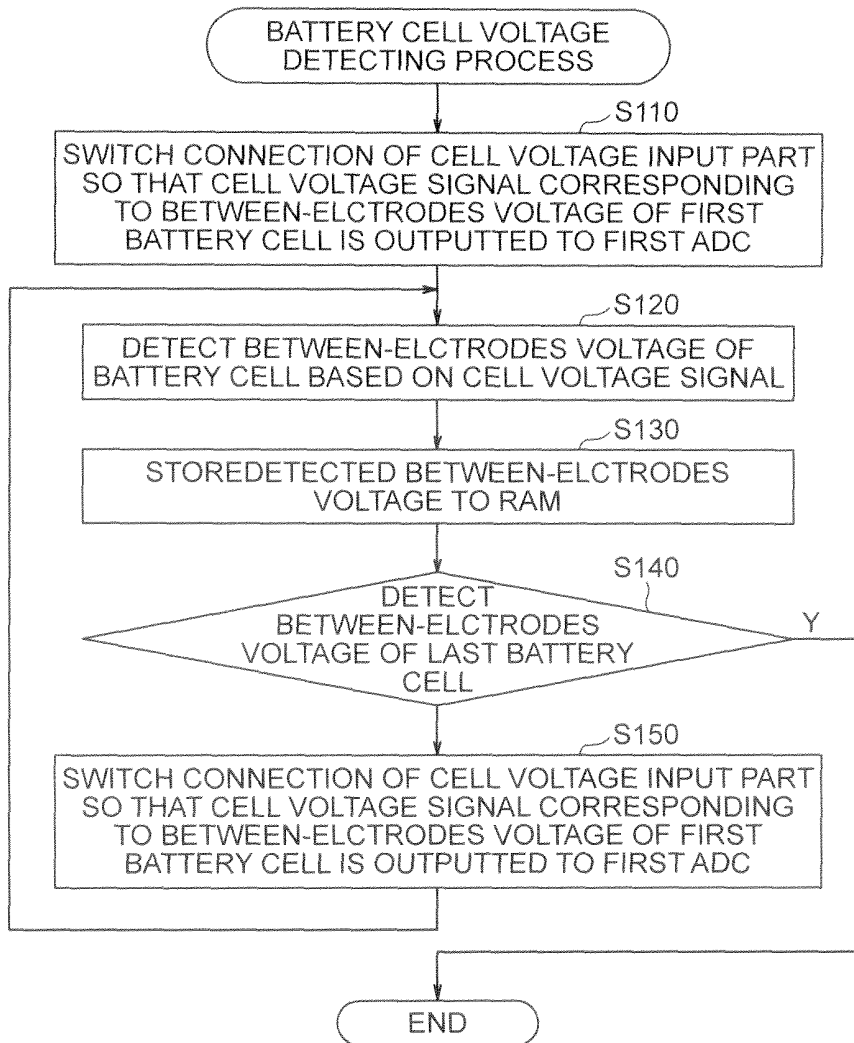 BATTERY CELL VOLTAGE
DETECTING PROCESS
S110
SWITCH CONNECTION OF CELL VOLTAGE INPUT PART
SO THAT CELL VOLTAGE SIGNAL CORRESPONDING
TO BETWEEN-ELCTRODES VOLTAGE OF FIRST
BATTERY CELL IS OUTPUTTED TO FIRST ADC
S120
DETECT BETWEEN-ELCTRODES VOLTAGE OF
BATTERY CELL BASED ON CELL VOLTAGE SIGNAL
S130
STOREDETECTED BETWEEN-ELCTRODES
VOLTAGE TO RAM
S140
DETECT
BETWEEN-ELCTRODES
VOLTAGE OF LAST BATTERY
CELL
Y
S150
SWITCH CONNECTION OF CELL VOLTAGE INPUT PART
SO THAT CELL VOLTAGE SIGNAL CORRESPONDING
TO BETWEEN-ELCTRODES VOLTAGE OF FIRST
BATTERY CELL IS OUTPUTTED TO FIRST ADC
END